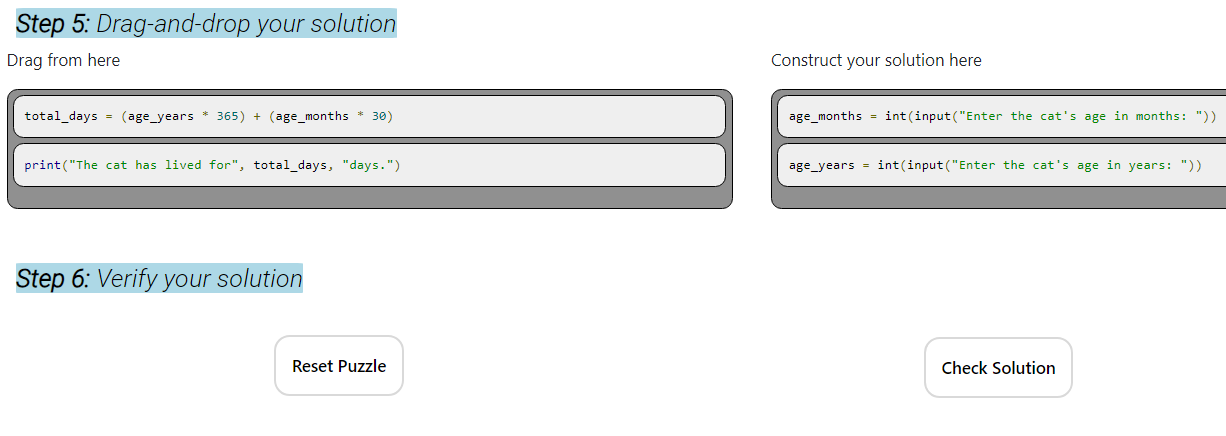 Step 5: Drag-and-drop your solution
Drag from here
total_days = (age_years * 365) + (age_months * 30)
print("The cat has lived for", total_days, "days.")
Construct your solution here
age_months = int(input("Enter the cat's age in months: "))
age_years = int(input("Enter the cat's age in years: "))
Step 6: Verify your solution
Reset Puzzle
Check Solution